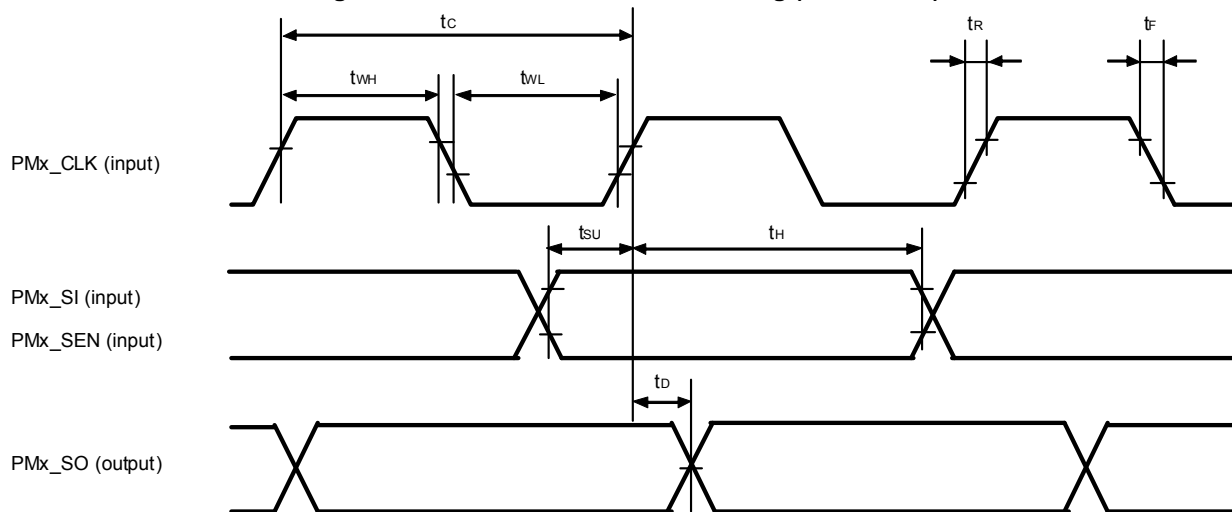 tC
tR
tF
tWH
tWL
PMx_CLK (input)
tSU
tH
PMx_SI (input)
PMx_SEN (input)
tD
PMx_SO (output)